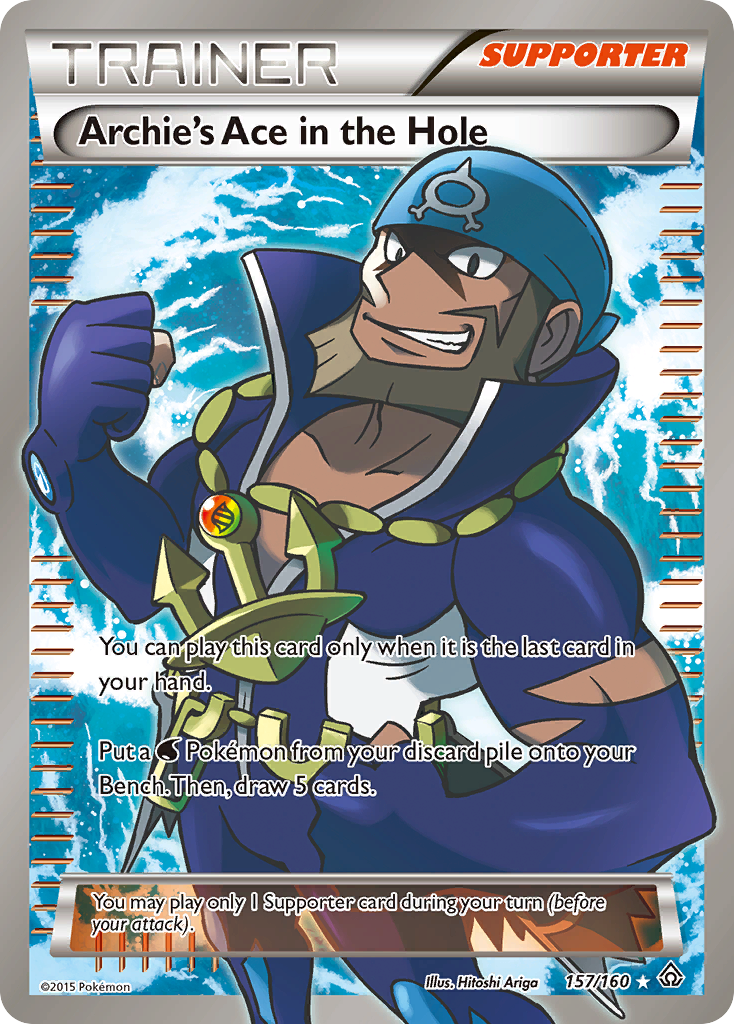 TRAINER
SUPPORTER
Archie's Ace in the Hole
You can play this card only when it is the last card in
your hand.
Put a Pokémon from your discard pile onto your
Bench. Then, draw 5 cards.
You may play only 1 Supporter card during your turn (before
your attack).
©2015 Pokémon
Illus. Hitoshi Ariga
157/160